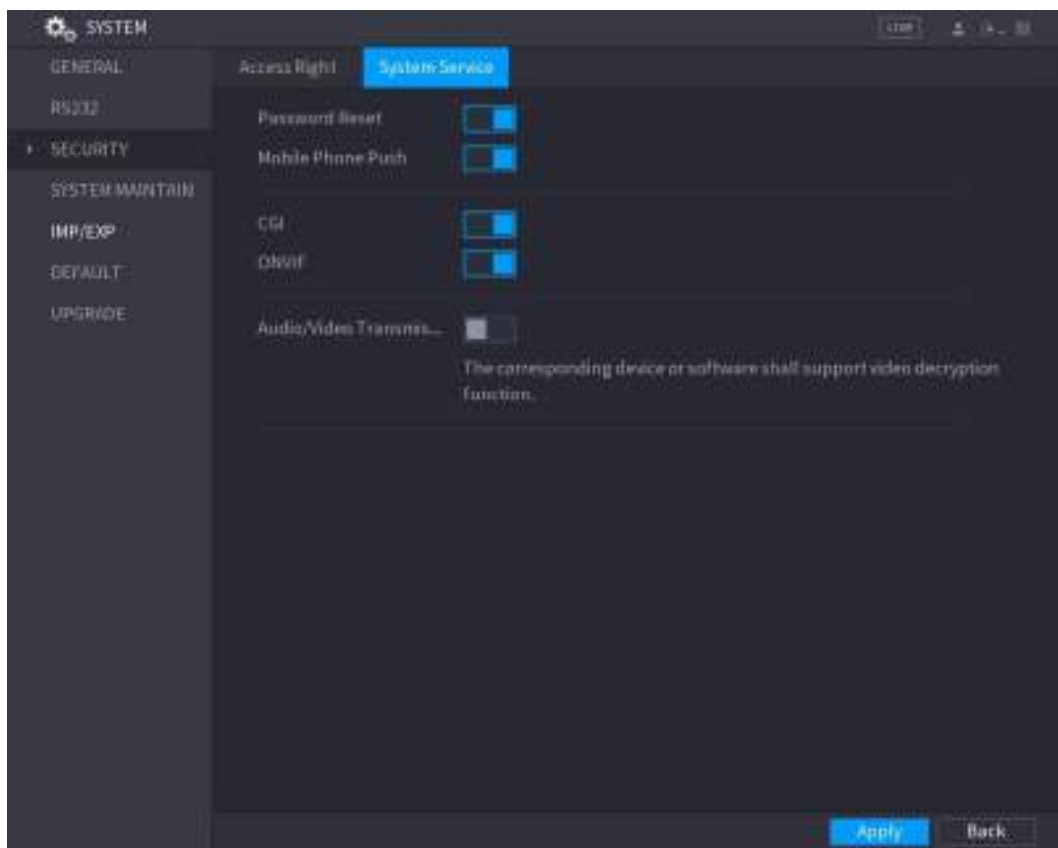 SYSTEM
LIVE
GENERAL
Access Right
System Service
RS232
Password Reset
SECURITY
Mobile Phone Push
SYSTEM MAINTAIN
CGI
IMP/EXP
ONVIF
DEFAULT
UPGRADE
Audio/Video Transmis...
The corresponding device or software shall support video decryption
function.
Apply
Back